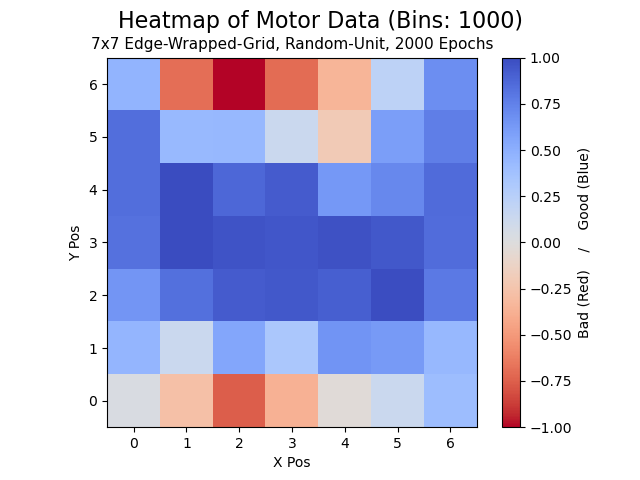 Heatmap of Motor Data (Bins: 1000)
7x7 Edge-Wrapped-Grid, Random-Unit, 2000 Epochs
6
5
4
3
2
1
0
Y Pos
0 1 2 3 4 5 6
X Pos
1.00
0.75
0.50
0.25
0.00
−0.25
−0.50
−0.75
−1.00
Bad (Red) / Good (Blue)